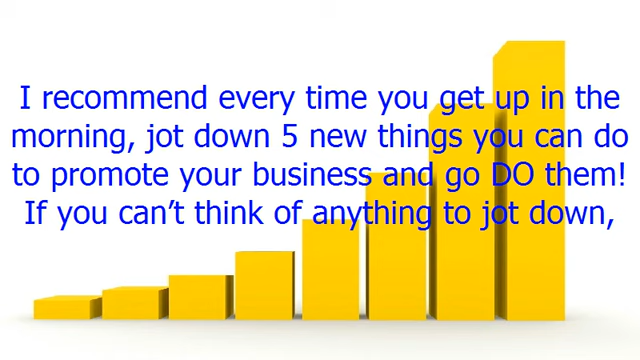 I recommend every time you get up in the
morning, jot down 5 new things you can do
to promote your business and go DO them!
If you can’t think of anything to jot down,